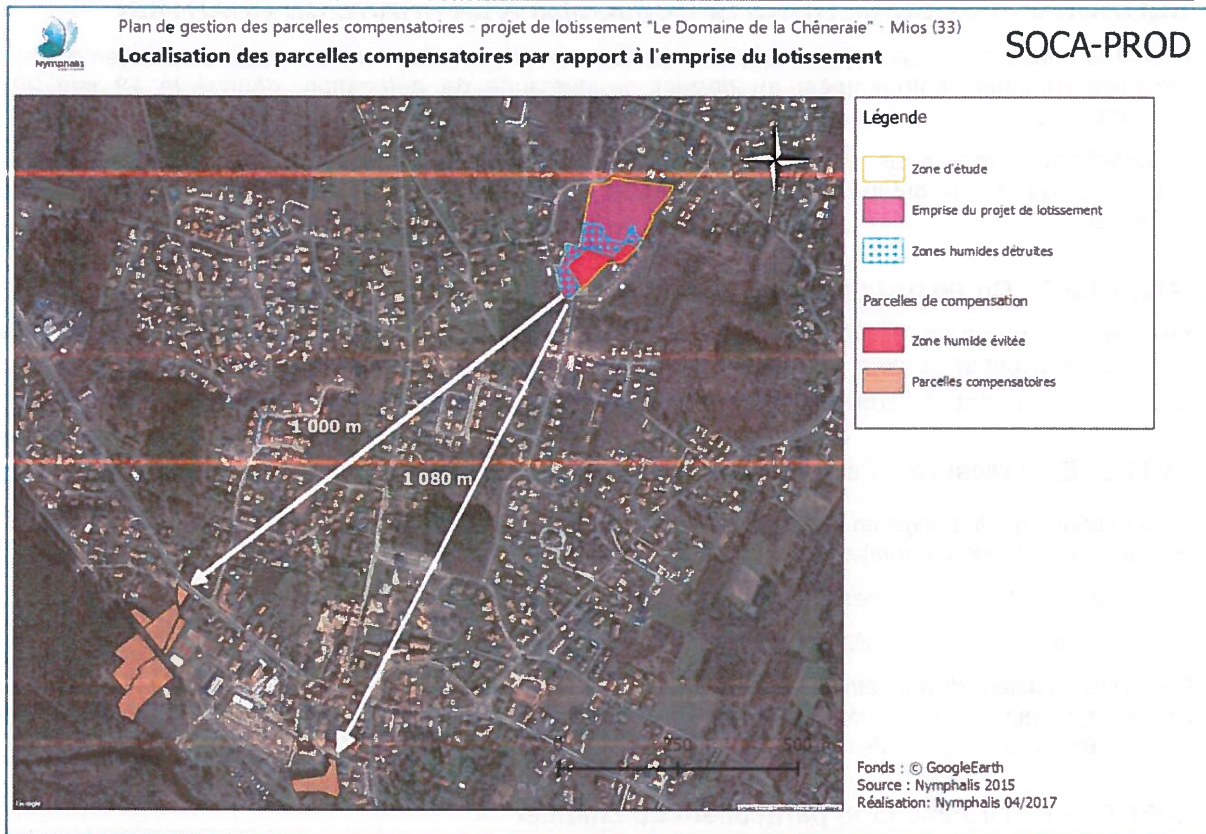 Plan de gestion des parcelles compensatoires - projet de lotissement "Le Domaine de la Chêneraie" - Mios (33)
Localisation des parcelles compensatoires par rapport à l'emprise du lotissement
SOCA-PROD
Nymphalis
Légende
Zone d'étude
Emprise du projet de lotissement
Zones humides détruites
Parcelles de compensation
Zone humide évitée
Parcelles compensatoires
1 000 m
1 080 m
0 250 500 m
Fonds : © GoogleEarth
Source : Nymphalis 2015
Réalisation: Nymphalis 04/2017
Google